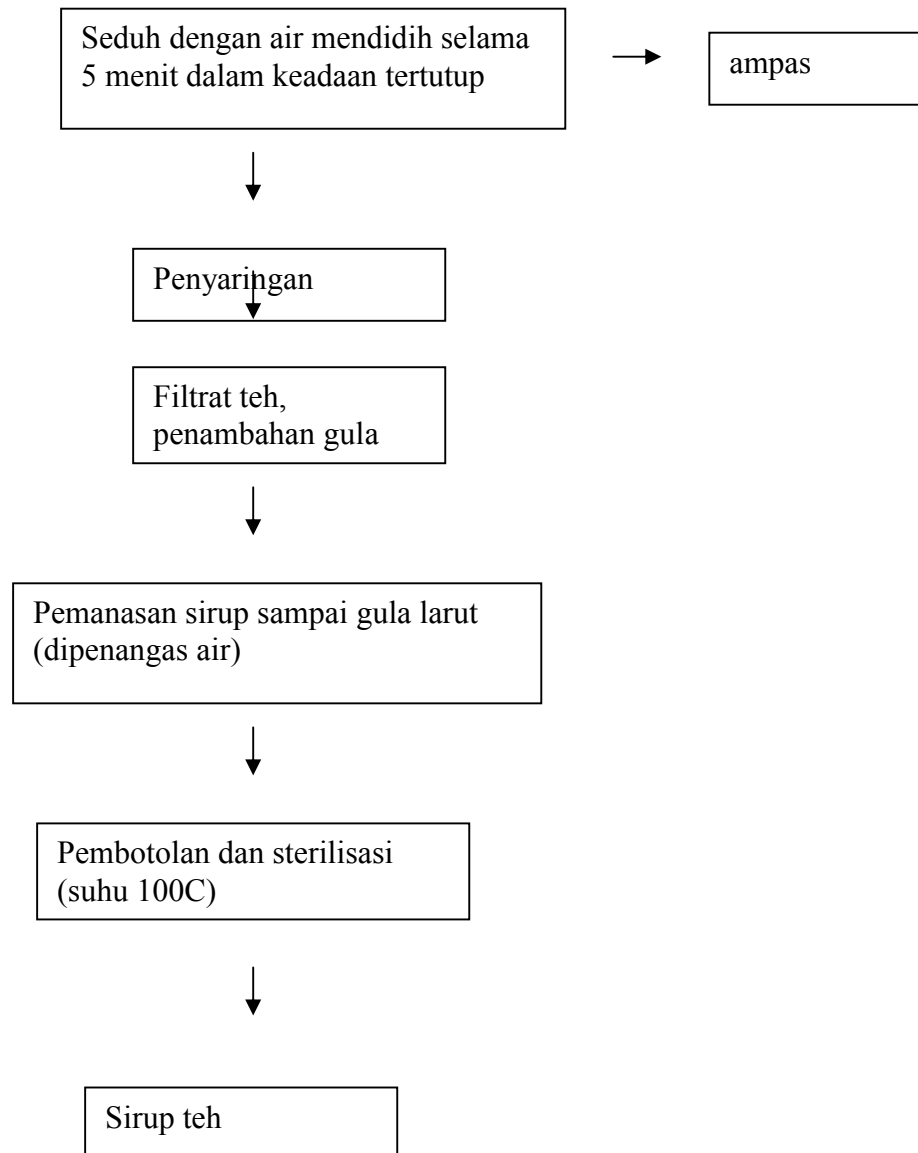 Seduh dengan air mendidih selama
5 menit dalam keadaan tertutup
ampas
Penyaringan
Filtrat teh,
penambahan gula
Pemanasan sirup sampai gula larut
(dipenangas air)
Pembotolan dan sterilisasi
(suhu 100C)
Sirup teh